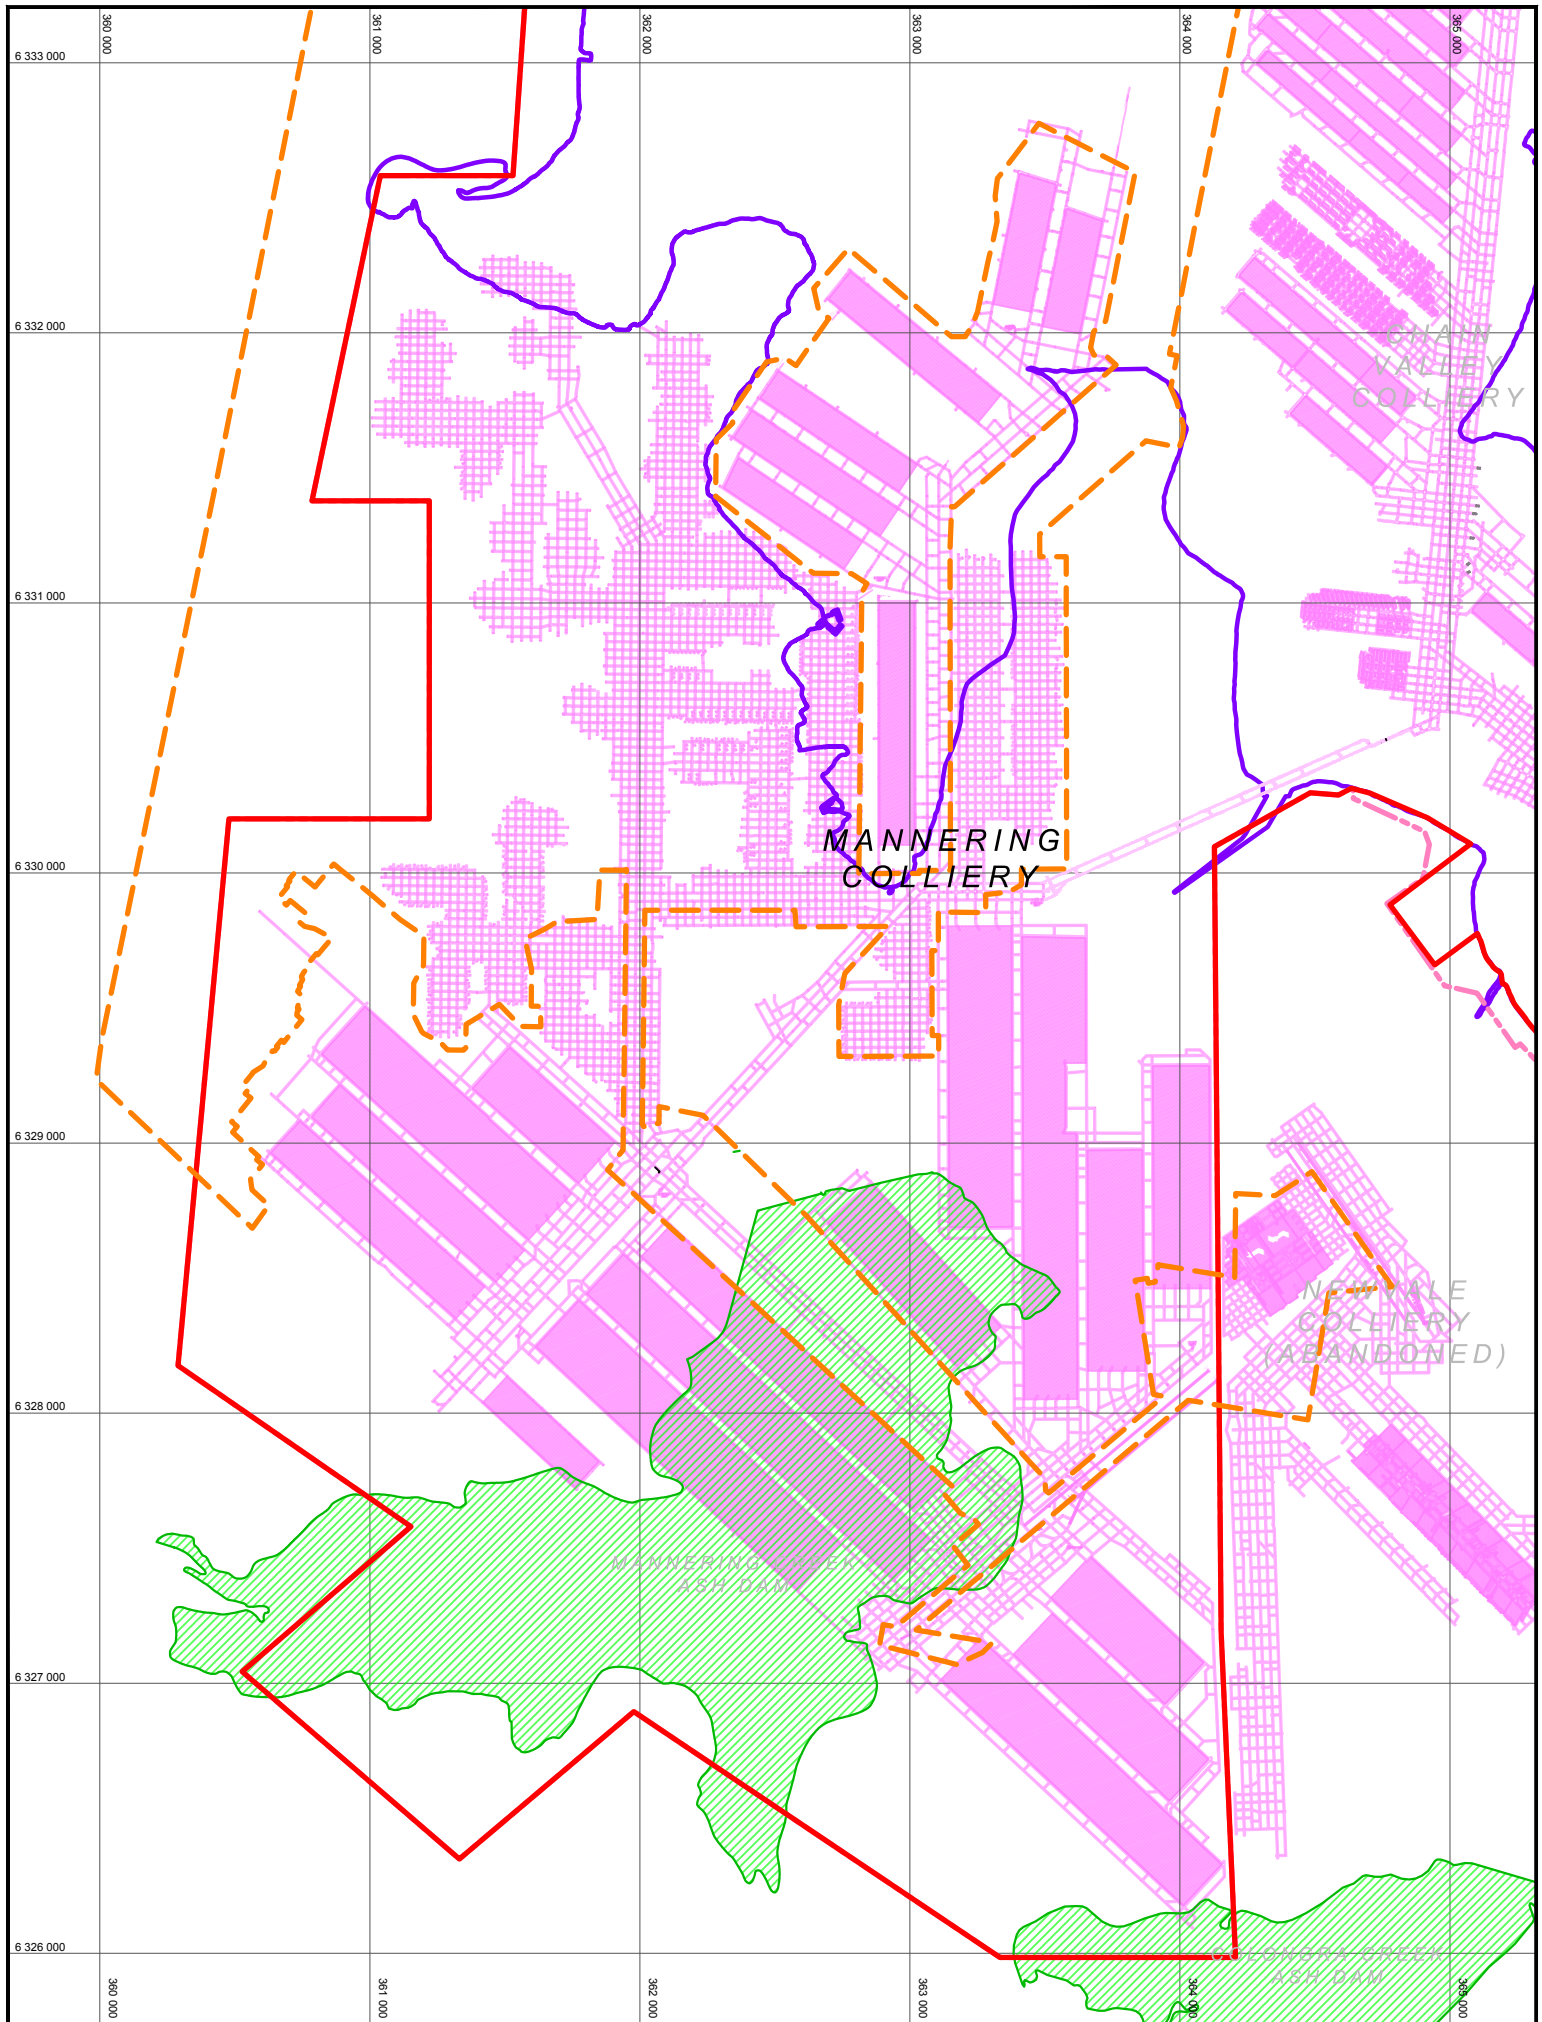 360 000
361 000
362 000
363 000
364 000
365 000
6 333 000
6 332 000
CHAIN
VALLEY
COLLIERY
6 331 000
MANNERING
COLLIERY
6 330 000
6 329 000
NEWVALE
COLLIERY
(ABANDONED)
6 328 000
MANNERING CREEK
ASH DAM
6 327 000
6 326 000
COLONGRA CREEK
ASH DAM
360 000
361 000
362 000
363 000
364 000
365 000